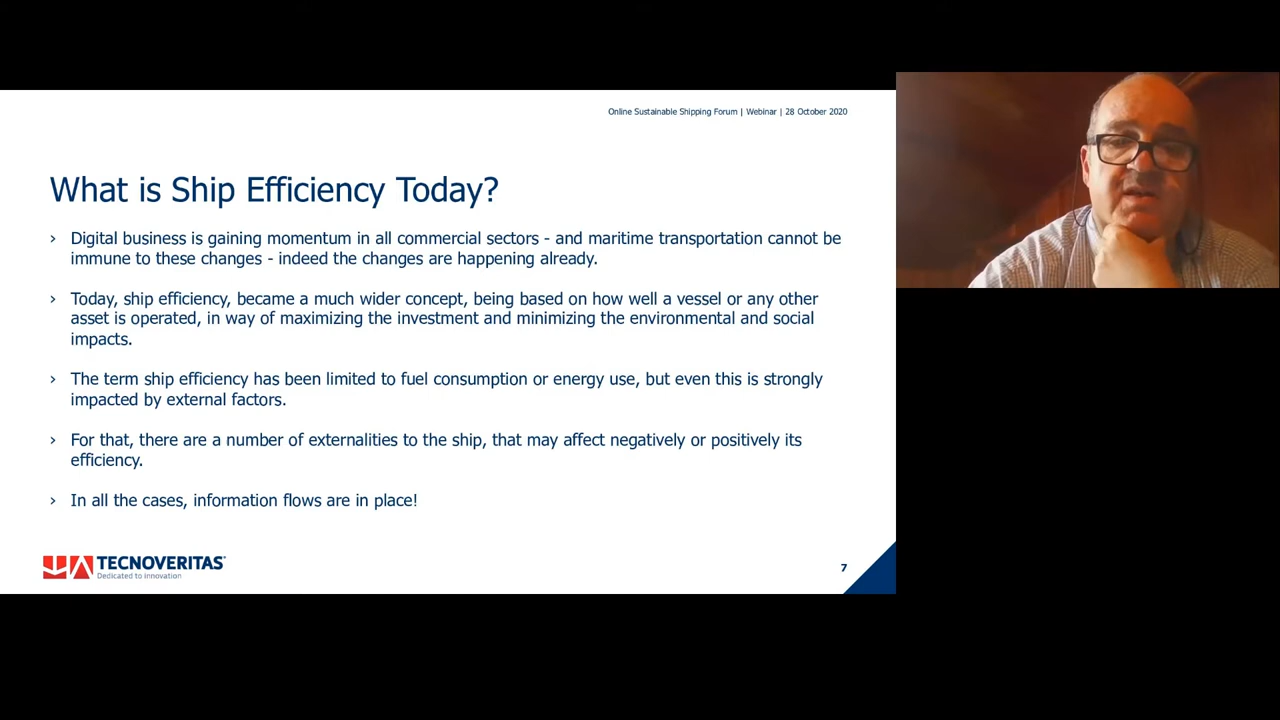 Online Sustainable Shipping Forum | Webinar | 28 October 2020
What is Ship Efficiency Today?
› Digital business is gaining momentum in all commercial sectors - and maritime transportation cannot be
immune to these changes - indeed the changes are happening already.
› Today, ship efficiency, became a much wider concept, being based on how well a vessel or any other
asset is operated, in way of maximizing the investment and minimizing the environmental and social
impacts.
› The term ship efficiency has been limited to fuel consumption or energy use, but even this is strongly
impacted by external factors.
› For that, there are a number of externalities to the ship, that may affect negatively or positively its
efficiency.
› In all the cases, information flows are in place!
TECNOVERITAS
Dedicated to innovation
7